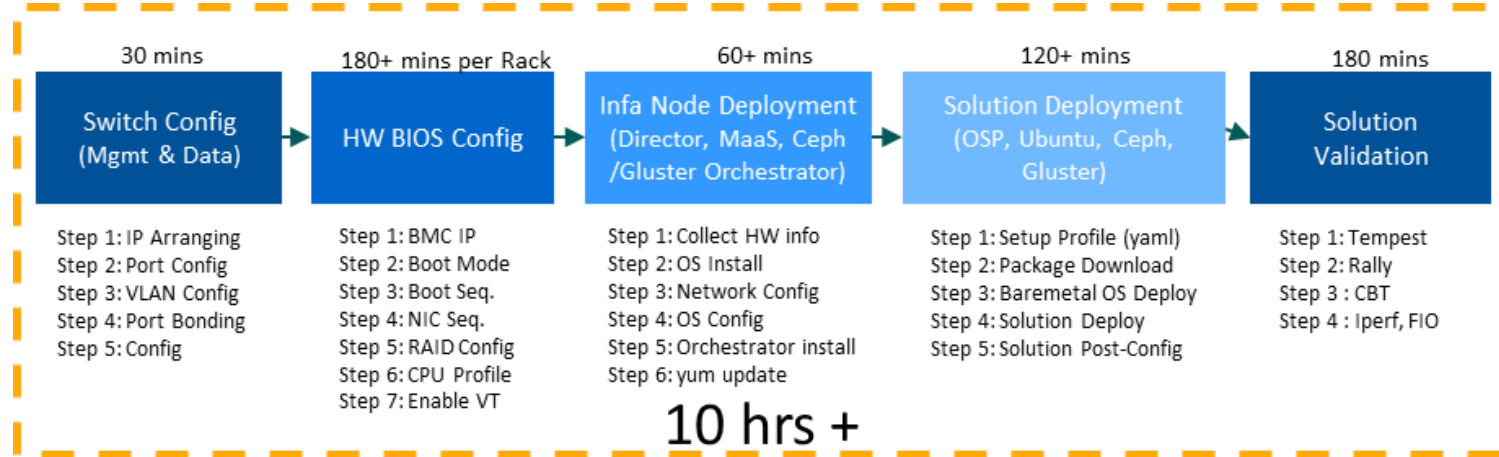 30 mins
Switch Config
(Mgmt & Data)
Step 1: IP Arranging
Step 2: Port Config
Step 3: VLAN Config
Step 4: Port Bonding
Step 5: Config
180+ mins per Rack
HW BIOS Config
Step 1: BMC IP
Step 2: Boot Mode
Step 3: Boot Seq.
Step 4: NIC Seq.
Step 5: RAID Config
Step 6: CPU Profile
Step 7: Enable VT
60+ mins
Infa Node Deployment
(Director, MaaS, Ceph
/Gluster Orchestrator)
Step 1: Collect HW info
Step 2: OS Install
Step 3: Network Config
Step 4: OS Config
Step 5: Orchestrator install
Step 6: yum update
120+ mins
Solution Deployment
(OSP, Ubuntu, Ceph,
Gluster)
Step 1: Setup Profile (yaml)
Step 2: Package Download
Step 3: Baremetal OS Deploy
Step 4: Solution Deploy
Step 5: Solution Post-Config
180 mins
Solution
Validation
Step 1: Tempest
Step 2: Rally
Step 3 : CBT
Step 4 : Iperf, FIO
10 hrs +